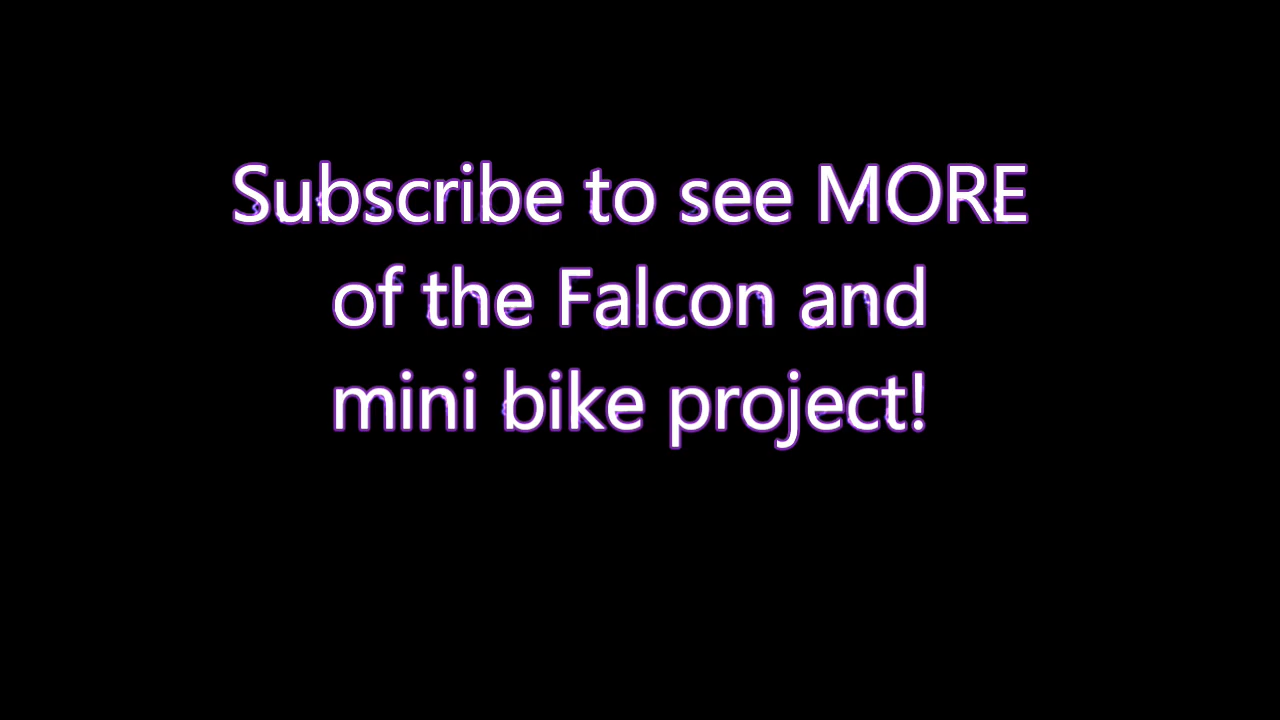 Subscribe to see MORE
of the Falcon and
mini bike project!